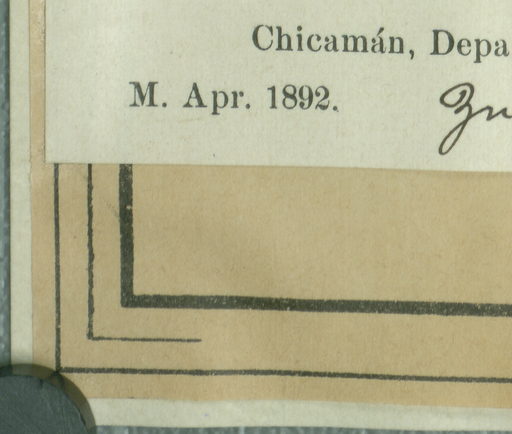 Chicamán, Depa
M. Apr. 1892.